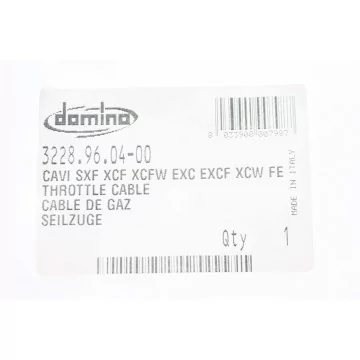 domino
3228.96.04-00
CAVI SXF XCF XCFW EXC EXCF XCW FE
THROTTLE CABLE
CABLE DE GAZ
SEILZUGE
Qty 1
MADE IN ITALY